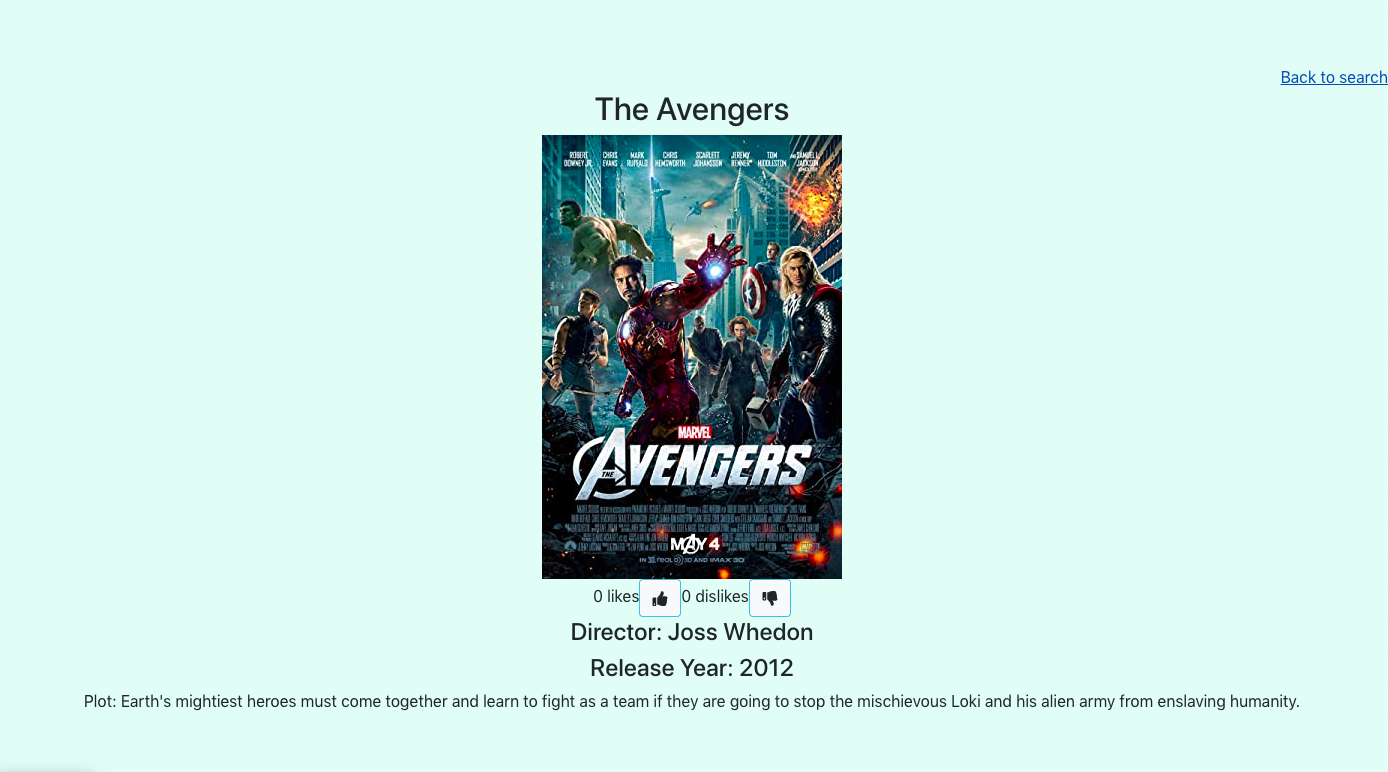 Back to search
The Avengers
ROBERT DOWNEY JR. CHRIS EVANS MARK RUFFALO CHRIS HEMSWORTH SCARLETT JOHANSSON JEREMY RENNER TOM HIDDLESTON AND SAMUEL L. JACKSON
MARVEL
THE AVENGERS
MAY 4
IN REAL D 3D AND IMAX 3D
0 likes 0 dislikes
Director: Joss Whedon
Release Year: 2012
Plot: Earth's mightiest heroes must come together and learn to fight as a team if they are going to stop the mischievous Loki and his alien army from enslaving humanity.